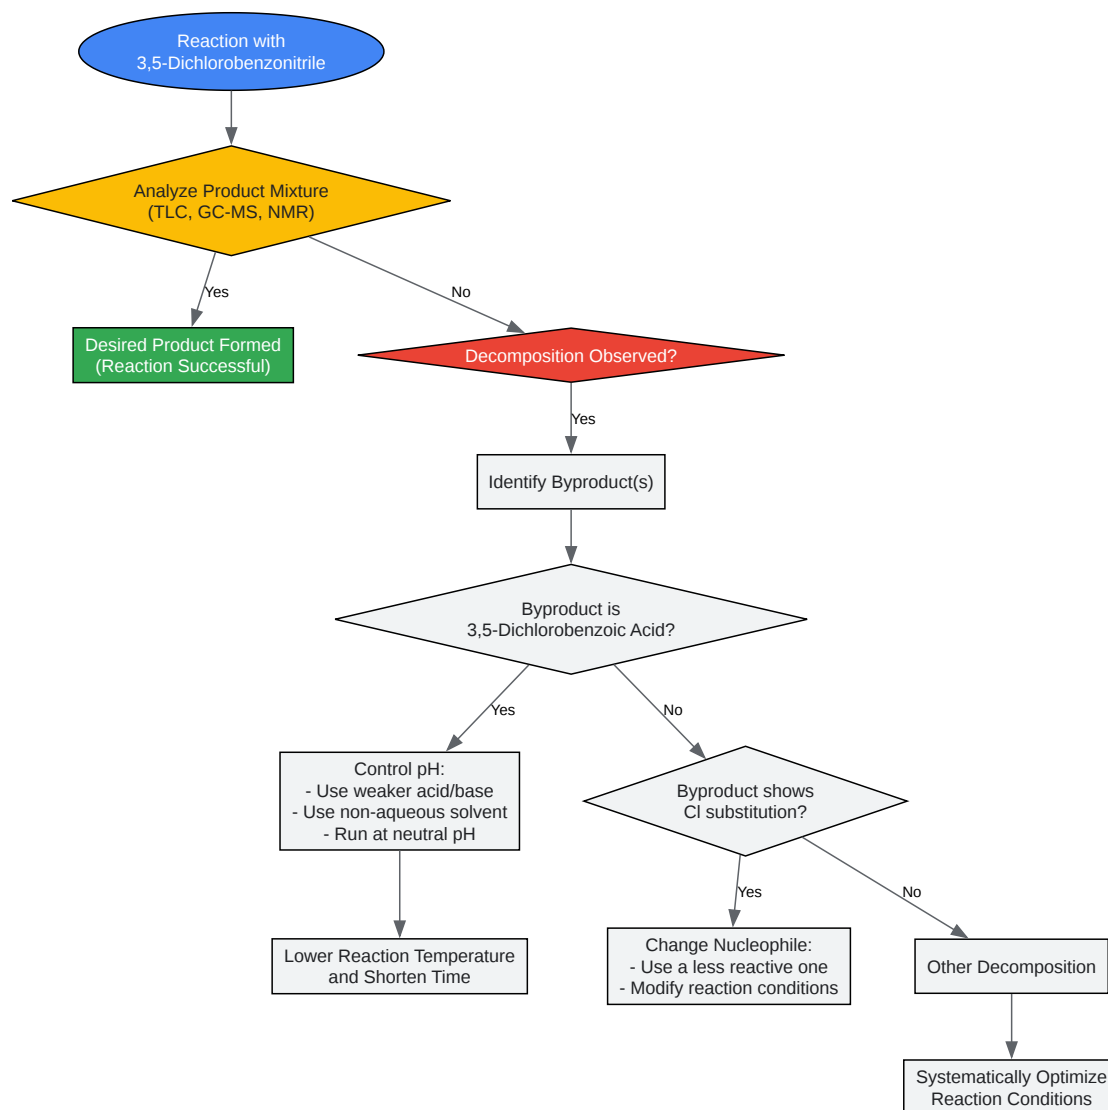 Reaction with
3,5-Dichlorobenzonitrile
Analyze Product Mixture
(TLC, GC-MS, NMR)
Yes
No
Desired Product Formed
(Reaction Successful)
Decomposition Observed?
Yes
Identify Byproduct(s)
Byproduct is
3,5-Dichlorobenzoic Acid?
Yes
No
Control pH:
- Use weaker acid/base
- Use non-aqueous solvent
- Run at neutral pH
Byproduct shows
Cl substitution?
Yes
No
Lower Reaction Temperature
and Shorten Time
Change Nucleophile:
- Use a less reactive one
- Modify reaction conditions
Other Decomposition
Systematically Optimize
Reaction Conditions